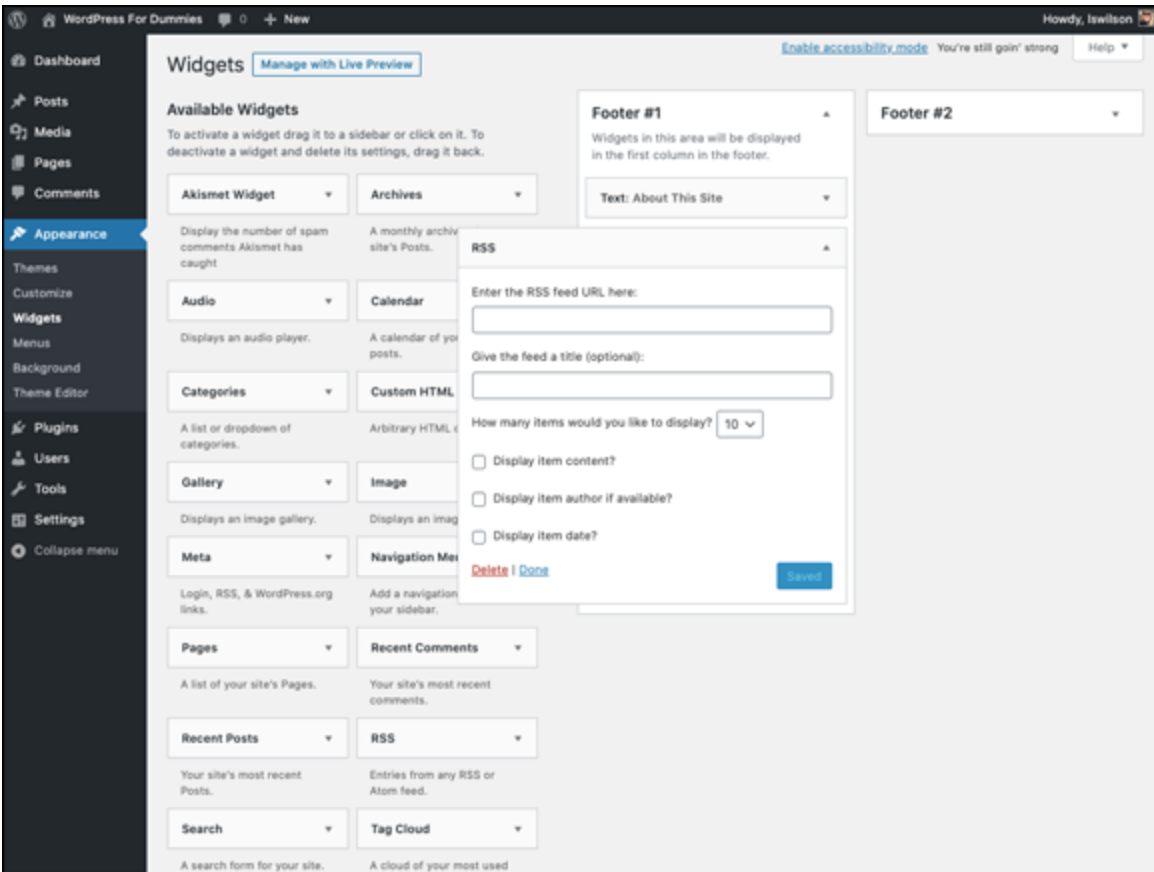 WordPress For Dummies 0 + New Howdy, lswilson
Dashboard
Posts
Media
Pages
Comments
Appearance
Themes
Customize
Widgets
Menus
Background
Theme Editor
Plugins
Users
Tools
Settings
Collapse menu
Widgets Manage with Live Preview
Enable accessibility mode You're still goin' strong Help
Available Widgets
To activate a widget drag it to a sidebar or click on it. To
deactivate a widget and delete its settings, drag it back.
Akismet Widget
Display the number of spam
comments Akismet has
caught
Archives
A monthly archiv
site's Posts.
Audio
Displays an audio player.
Calendar
A calendar of yo
posts.
Categories
A list or dropdown of
categories.
Custom HTML
Arbitrary HTML
Gallery
Displays an image gallery.
Image
Displays an imag
Meta
Login, RSS, & WordPress.org
links.
Navigation Me
Add a navigation
your sidebar.
Pages
A list of your site's Pages.
Recent Comments
Your site's most recent
comments.
Recent Posts
Your site's most recent
Posts.
RSS
Entries from any RSS or
Atom feed.
Search
A search form for your site.
Tag Cloud
A cloud of your most used
Footer #1
Widgets in this area will be displayed
in the first column in the footer.
Text: About This Site
RSS
Enter the RSS feed URL here:
Give the feed a title (optional):
How many items would you like to display? 10
Display item content?
Display item author if available?
Display item date?
Delete | Done
Saved
Footer #2